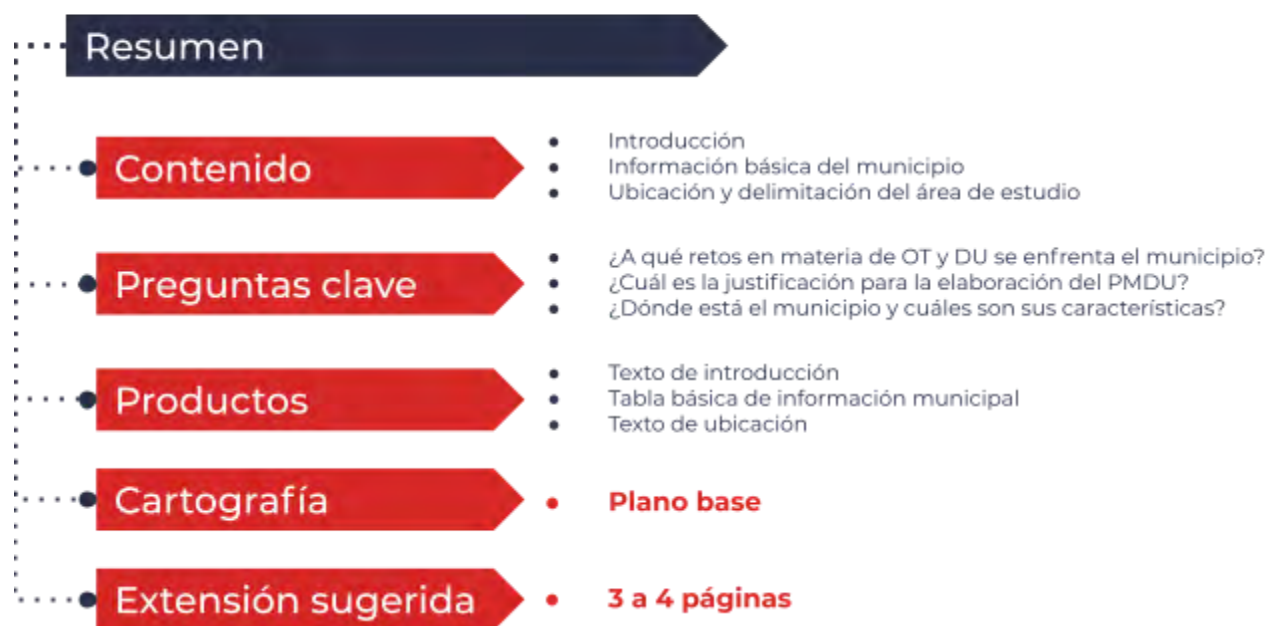 Resumen
Contenido
• Introducción
• Información básica del municipio
• Ubicación y delimitación del área de estudio
Preguntas clave
• ¿A qué retos en materia de OT y DU se enfrenta el municipio?
• ¿Cuál es la justificación para la elaboración del PMDU?
• ¿Dónde está el municipio y cuáles son sus características?
Productos
• Texto de introducción
• Tabla básica de información municipal
• Texto de ubicación
Cartografía
• Plano base
Extensión sugerida
• 3 a 4 páginas